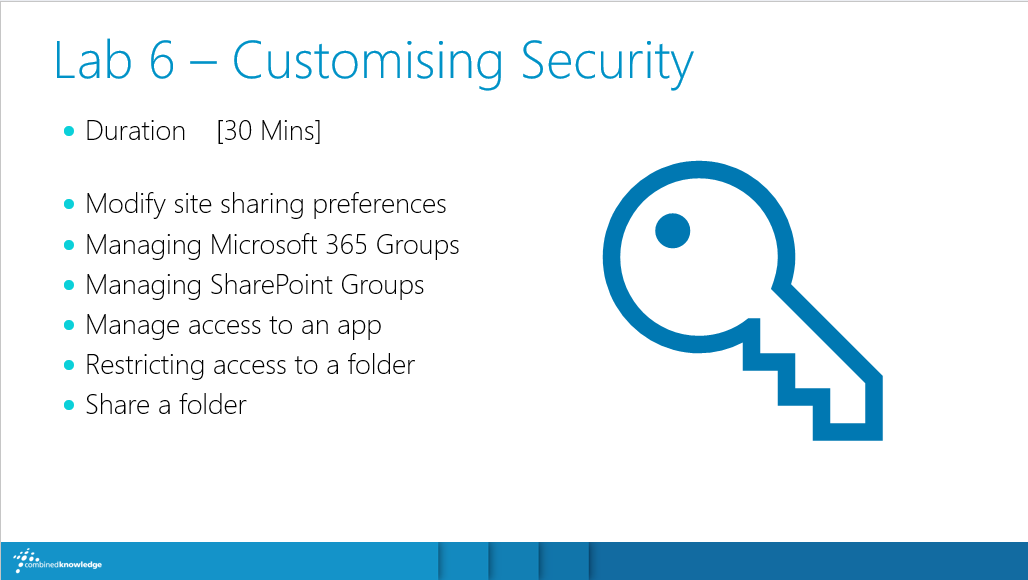 Lab 6 – Customising Security
Duration [30 Mins]
Modify site sharing preferences
Managing Microsoft 365 Groups
Managing SharePoint Groups
Manage access to an app
Restricting access to a folder
Share a folder
combinedknowledge